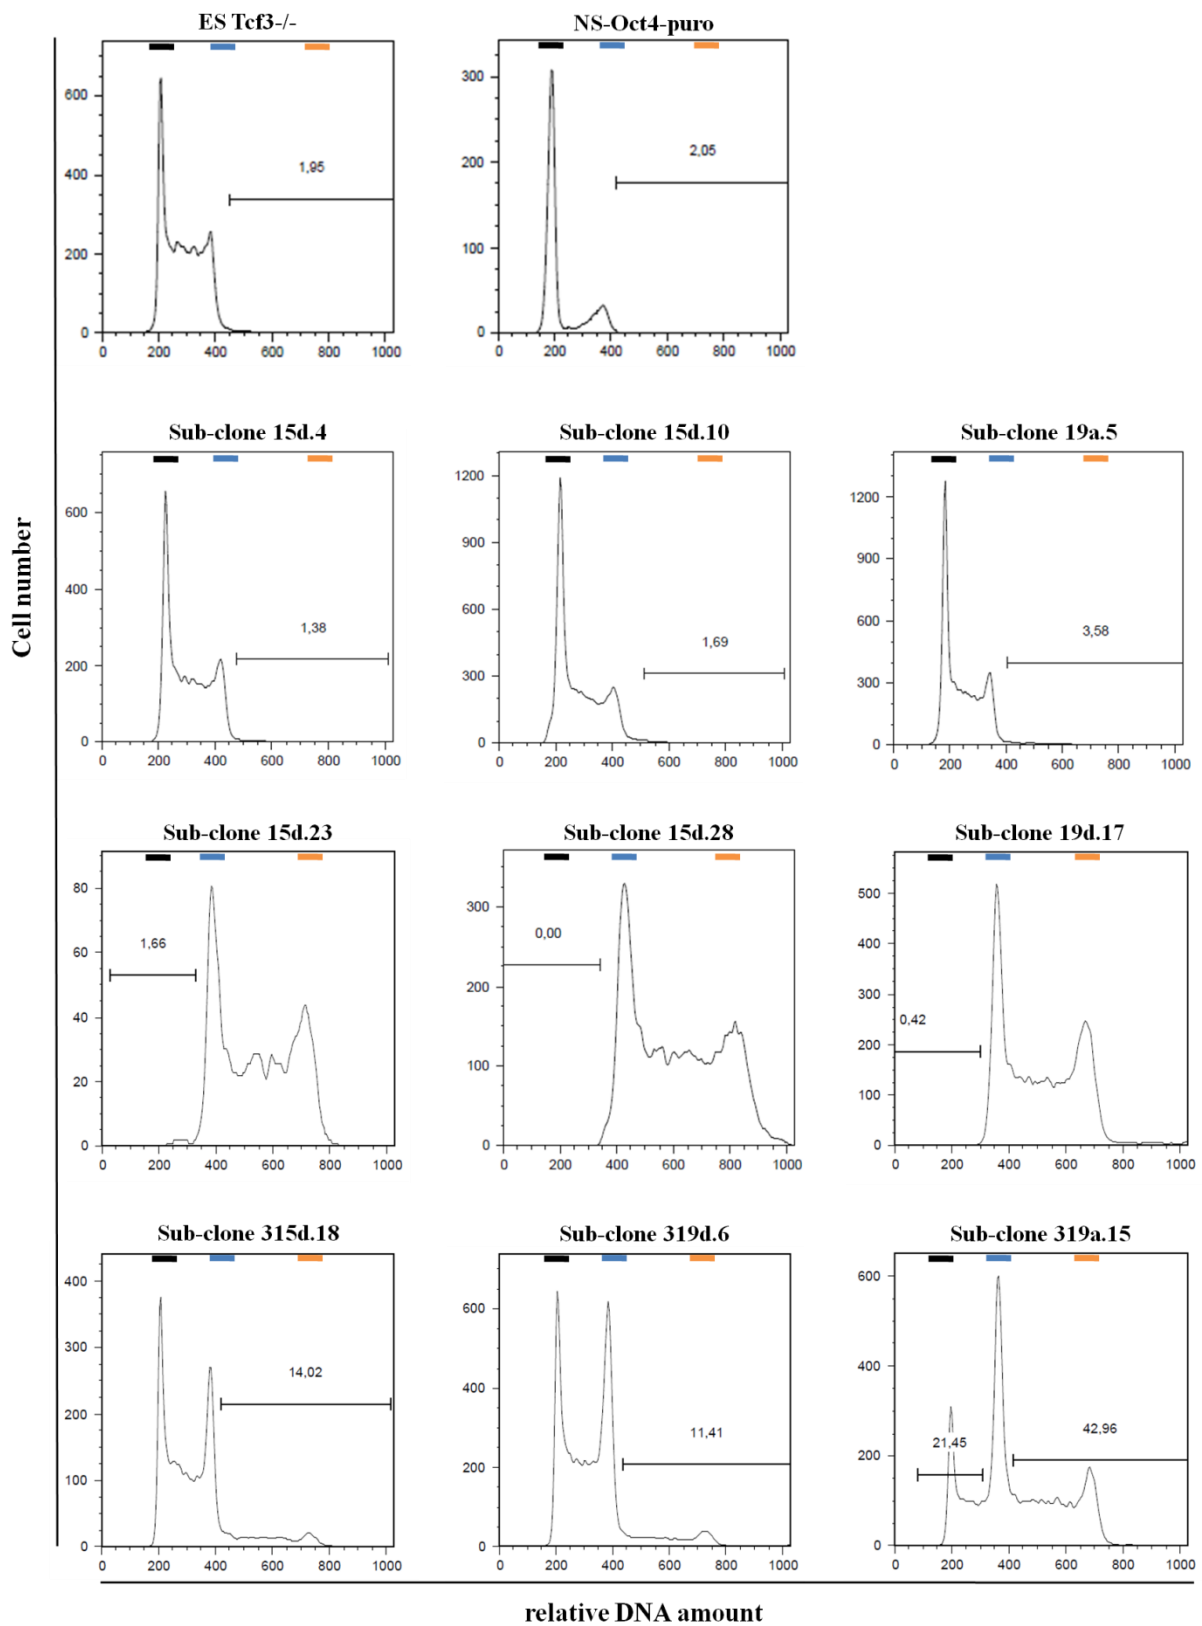 ES Tcf3-/-
NS-Oct4-puro
600
400
200
0
1,95
0 200 400 600 800 1000
300
200
100
0
2,05
0 200 400 600 800 1000
Sub-clone 15d.4
Sub-clone 15d.10
Sub-clone 19a.5
600
400
200
0
1,38
0 200 400 600 800 1000
1200
900
600
300
0
1,69
0 200 400 600 800 1000
1200
900
600
300
0
3,58
0 200 400 600 800 1000
Cell number
Sub-clone 15d.23
Sub-clone 15d.28
Sub-clone 19d.17
80
60
40
20
0
1,66
0 200 400 600 800 1000
300
200
100
0
0,00
0 200 400 600 800 1000
500
400
300
200
100
0
0,42
0 200 400 600 800 1000
Sub-clone 315d.18
Sub-clone 319d.6
Sub-clone 319a.15
400
300
200
100
0
14,02
0 200 400 600 800 1000
600
400
200
0
11,41
0 200 400 600 800 1000
600
400
200
0
21,45
42,96
0 200 400 600 800 1000
relative DNA amount